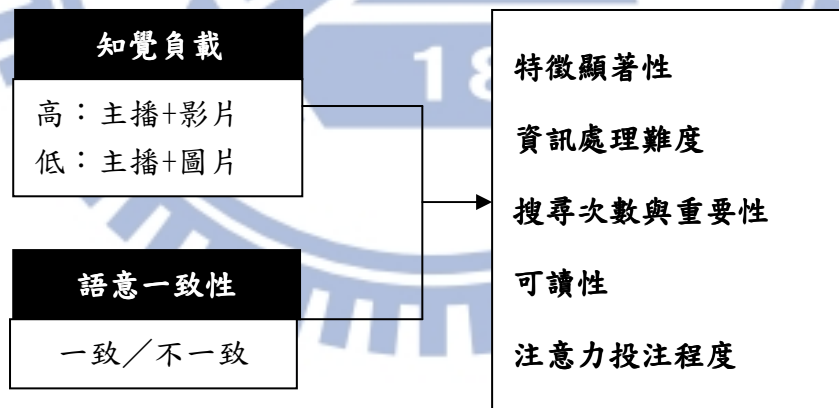 知覺負載
高：主播+影片
低：主播+圖片
語意一致性
一致／不一致
特徵顯著性
資訊處理難度
搜尋次數與重要性
可讀性
注意力投注程度
18